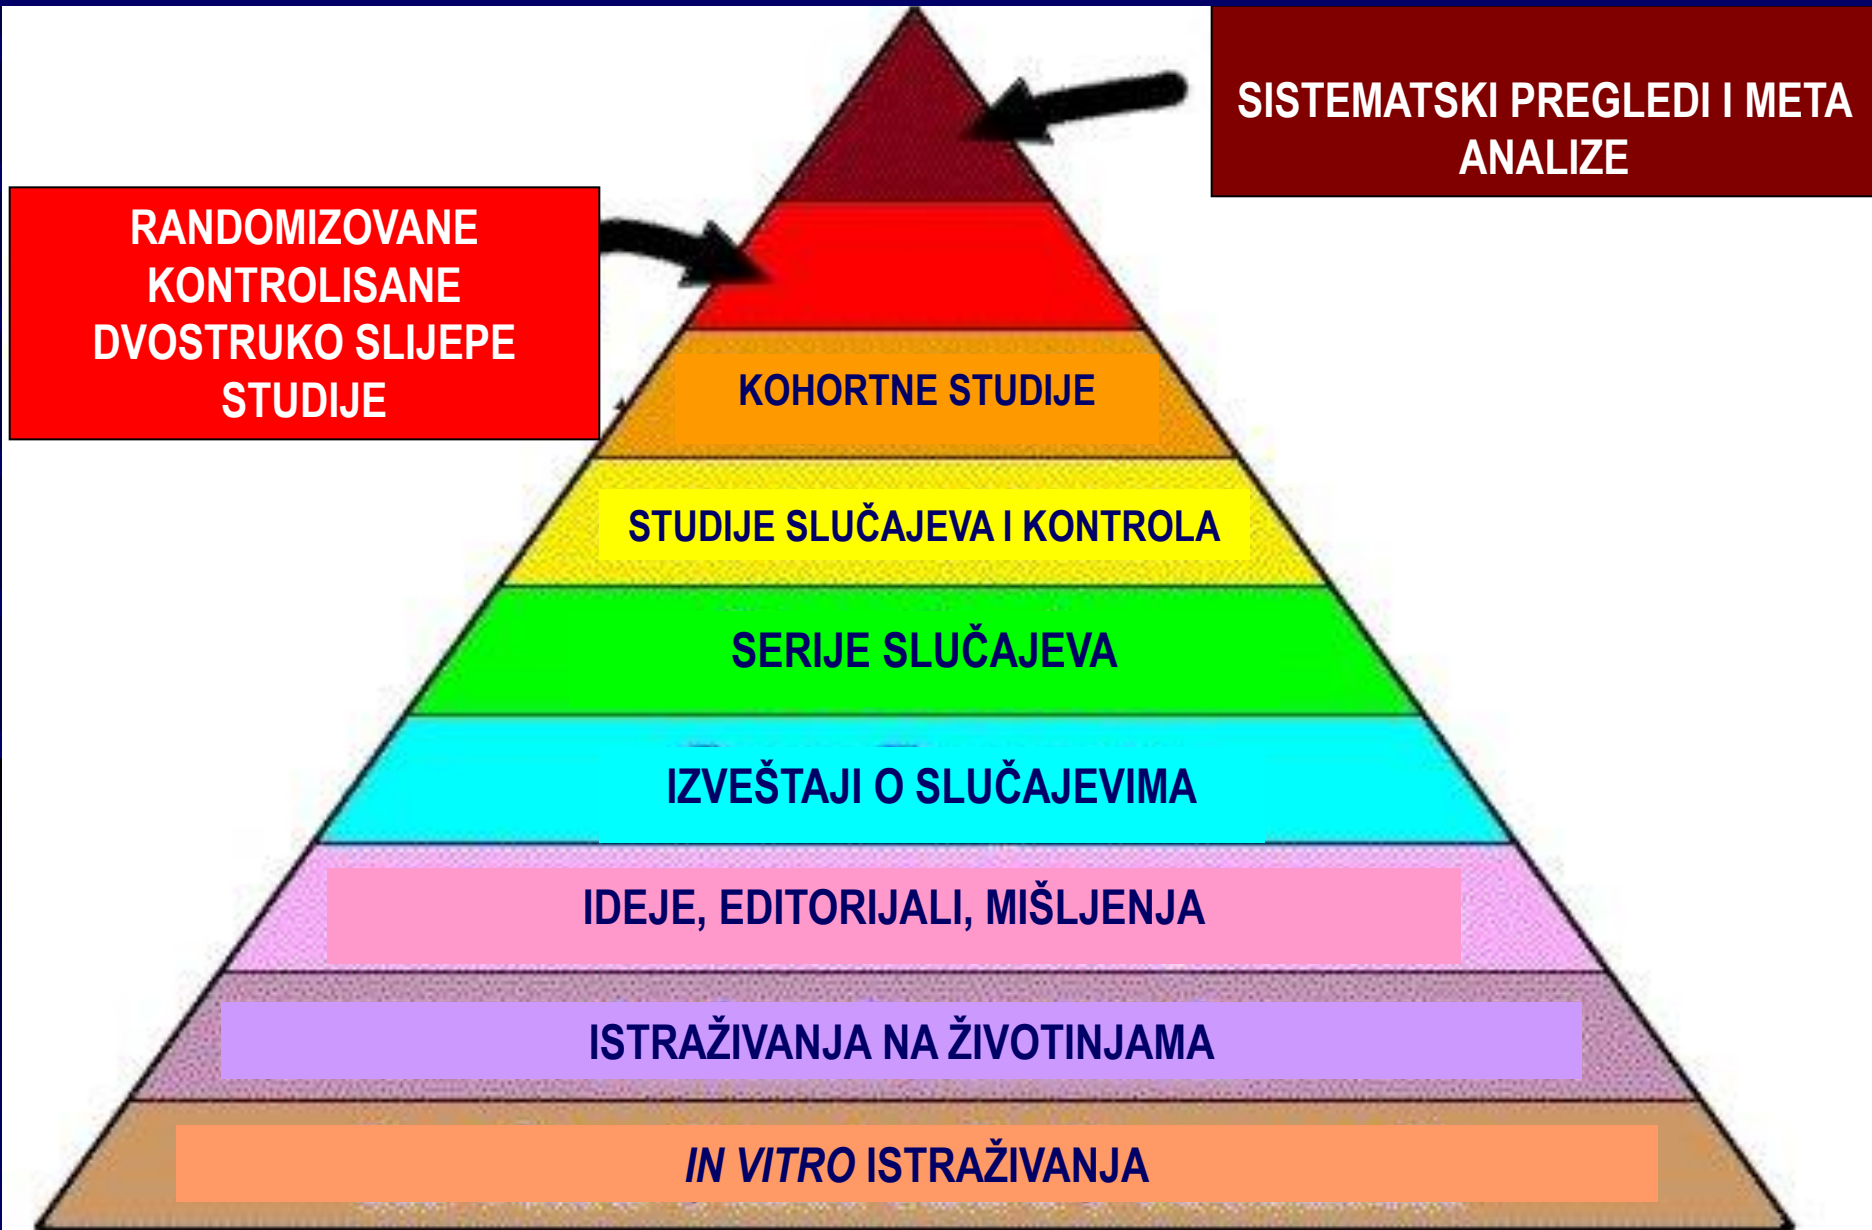 SISTEMATSKI PREGLEDI I META
ANALIZE
RANDOMIZOVANE
KONTROLISANE
DVOSTRUKO SLIJEPE
STUDIJE
KOHORTNE STUDIJE
STUDIJE SLUČAJEVA I KONTROLA
SERIJE SLUČAJEVA
IZVEŠTAJI O SLUČAJEVIMA
IDEJE, EDITORIJALI, MIŠLJENJA
ISTRAŽIVANJA NA ŽIVOTINJAMA
IN VITRO ISTRAŽIVANJA